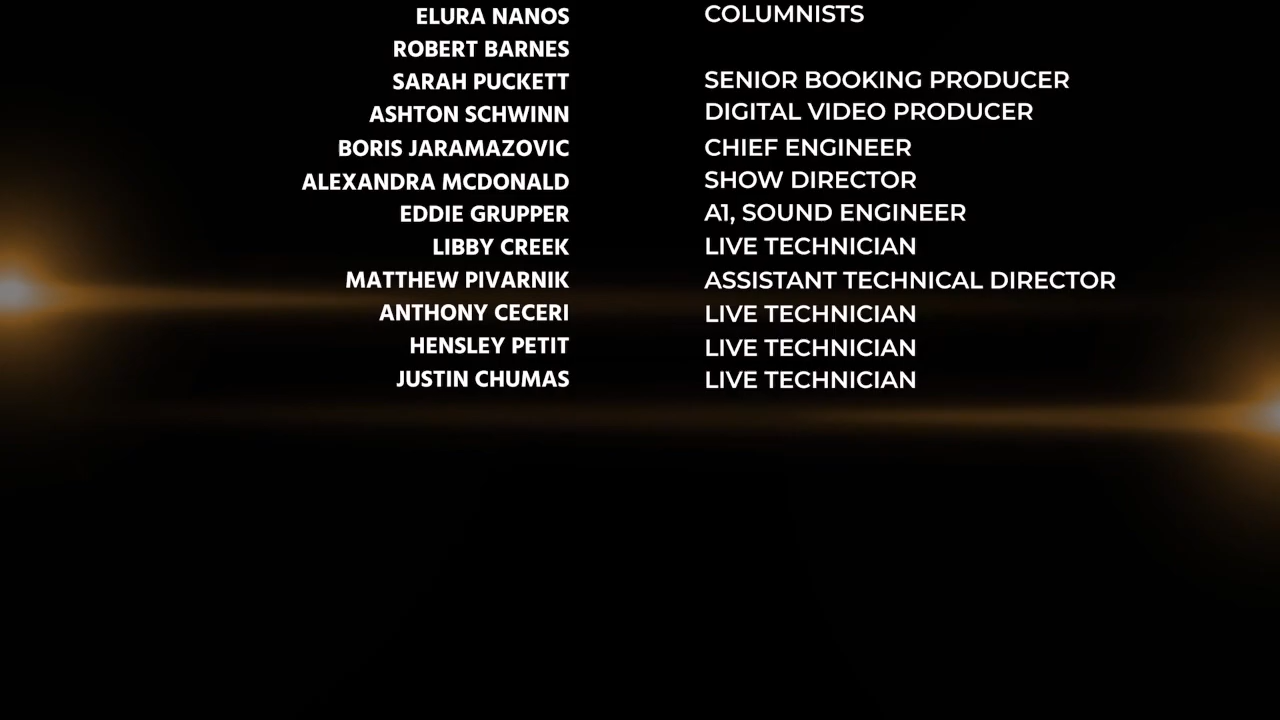 ELURA NANOS COLUMNISTS
ROBERT BARNES
SARAH PUCKETT SENIOR BOOKING PRODUCER
ASHTON SCHWINN DIGITAL VIDEO PRODUCER
BORIS JARAMAZOVIC CHIEF ENGINEER
ALEXANDRA MCDONALD SHOW DIRECTOR
EDDIE GRUPPER A1, SOUND ENGINEER
LIBBY CREEK LIVE TECHNICIAN
MATTHEW PIVARNIK ASSISTANT TECHNICAL DIRECTOR
ANTHONY CECERI LIVE TECHNICIAN
HENSLEY PETIT LIVE TECHNICIAN
JUSTIN CHUMAS LIVE TECHNICIAN